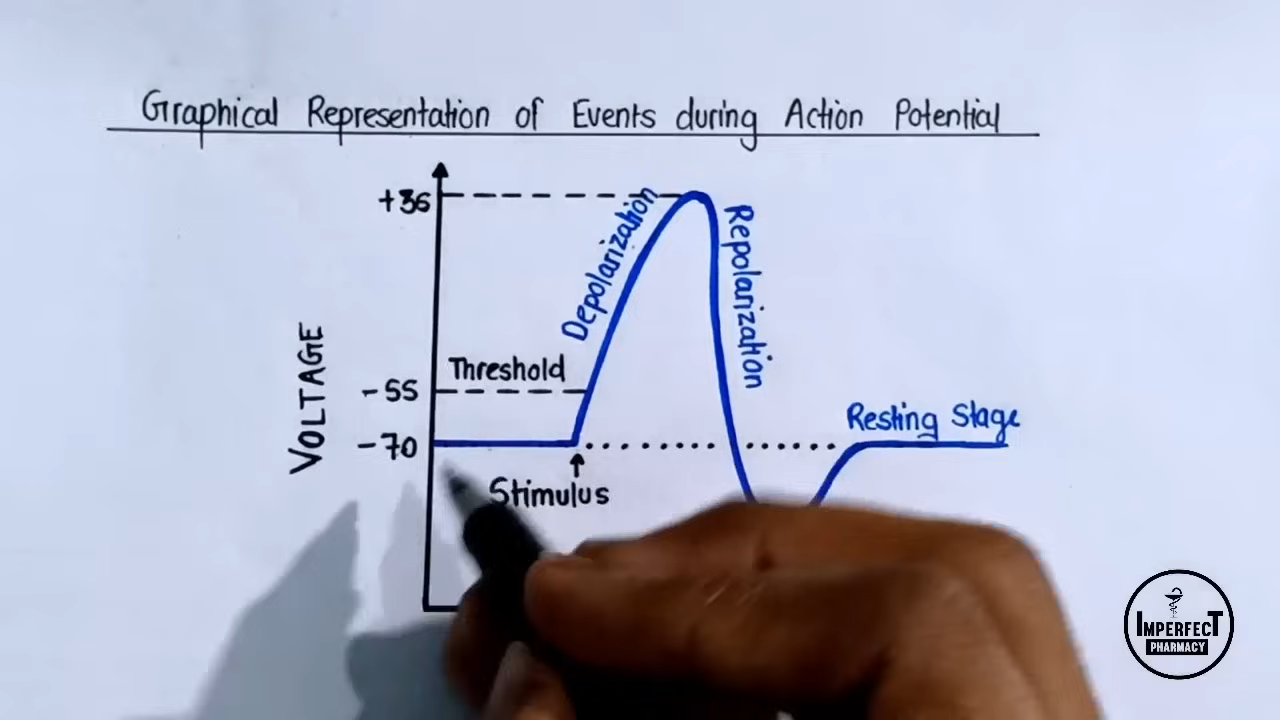 Graphical Representation of Events during Action Potential
+36
Depolarization
Repolarization
VOLTAGE
Threshold
-55
-70
Resting Stage
Stimulus
IMPERFECT
PHARMACY